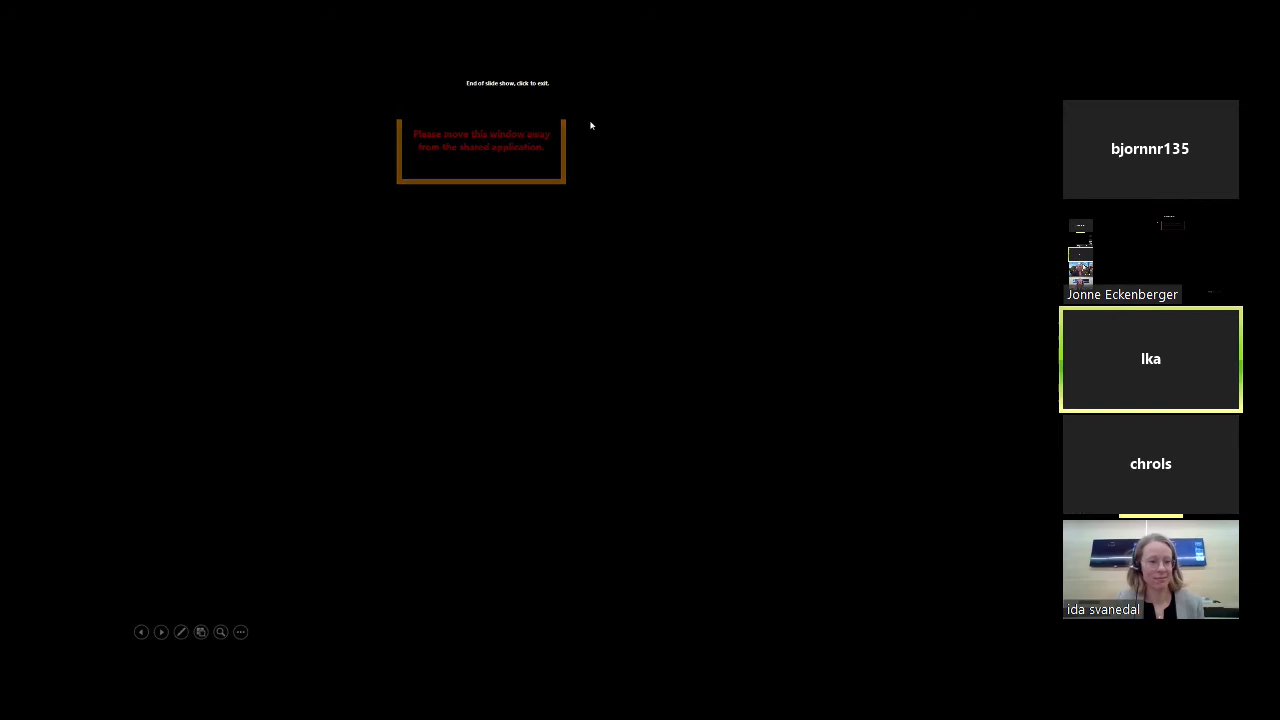 End of slide show, click to exit.
Please move this window away
from the shared application.
bjornnr135
Jonne Eckenberger
lka
chrols
ida svanedal